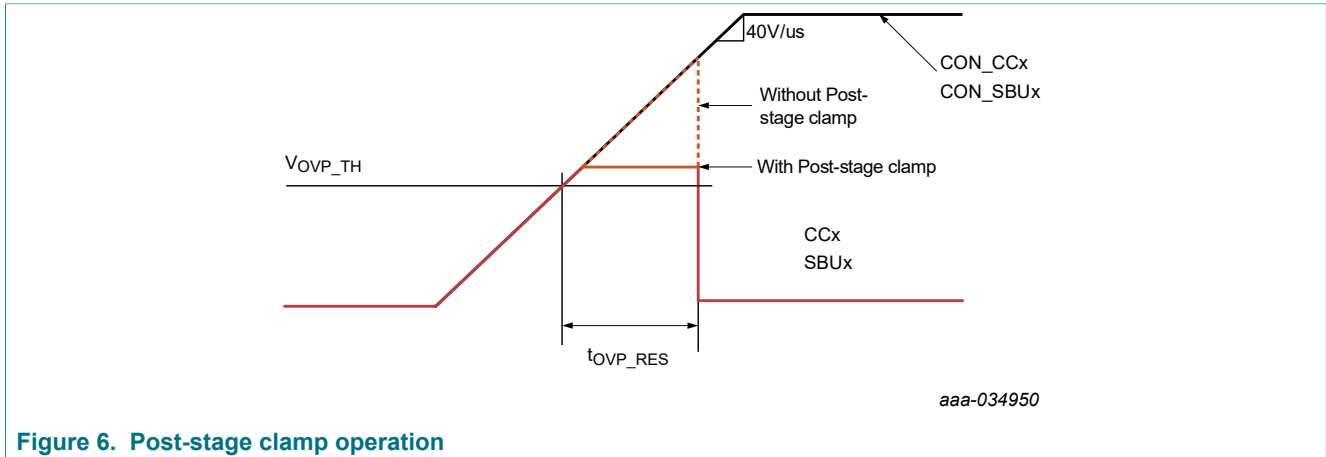 40V/us
CON_CCx
CON_SBUx
Without Post-
stage clamp
VOVP_TH
With Post-stage clamp
CCx
SBUx
tOVP_RES
aaa-034950
Figure 6. Post-stage clamp operation